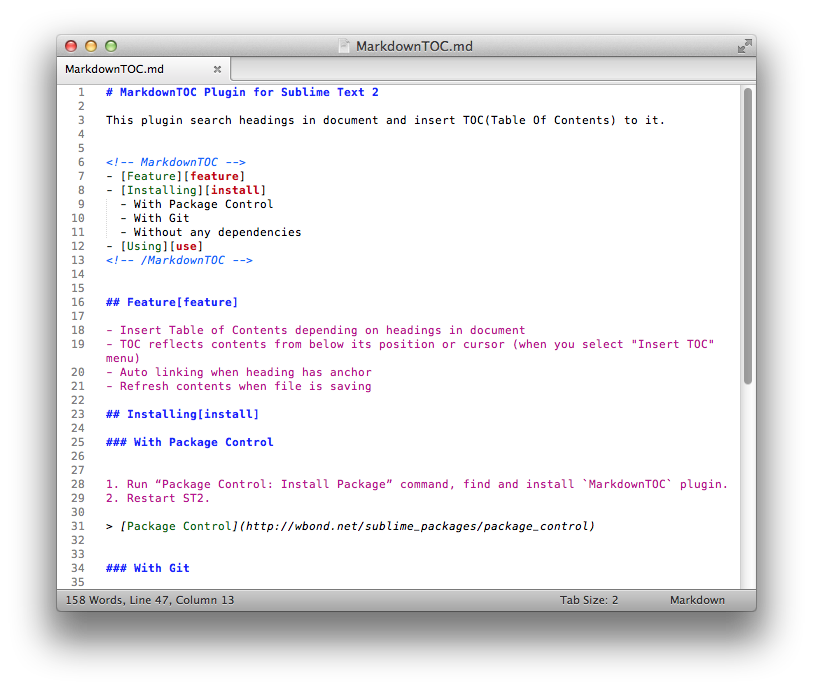 MarkdownTOC.md
MarkdownTOC.md ×
1 # MarkdownTOC Plugin for Sublime Text 2
2
3 This plugin search headings in document and insert TOC(Table Of Contents) to it.
4
5
6 <!-- MarkdownTOC -->
7 - [Feature][feature]
8 - [Installing][install]
9   - With Package Control
10   - With Git
11   - Without any dependencies
12 - [Using][use]
13 <!-- /MarkdownTOC -->
14
15
16 ## Feature[feature]
17
18 - Insert Table of Contents depending on headings in document
19 - TOC reflects contents from below its position or cursor (when you select "Insert TOC"
menu)
20 - Auto linking when heading has anchor
21 - Refresh contents when file is saving
22
23 ## Installing[install]
24
25 ### With Package Control
26
27
28 1. Run “Package Control: Install Package” command, find and install `MarkdownTOC` plugin.
29 2. Restart ST2.
30
31 > [Package Control](http://wbond.net/sublime_packages/package_control)
32
33
34 ### With Git
35
158 Words, Line 47, Column 13 Tab Size: 2 Markdown